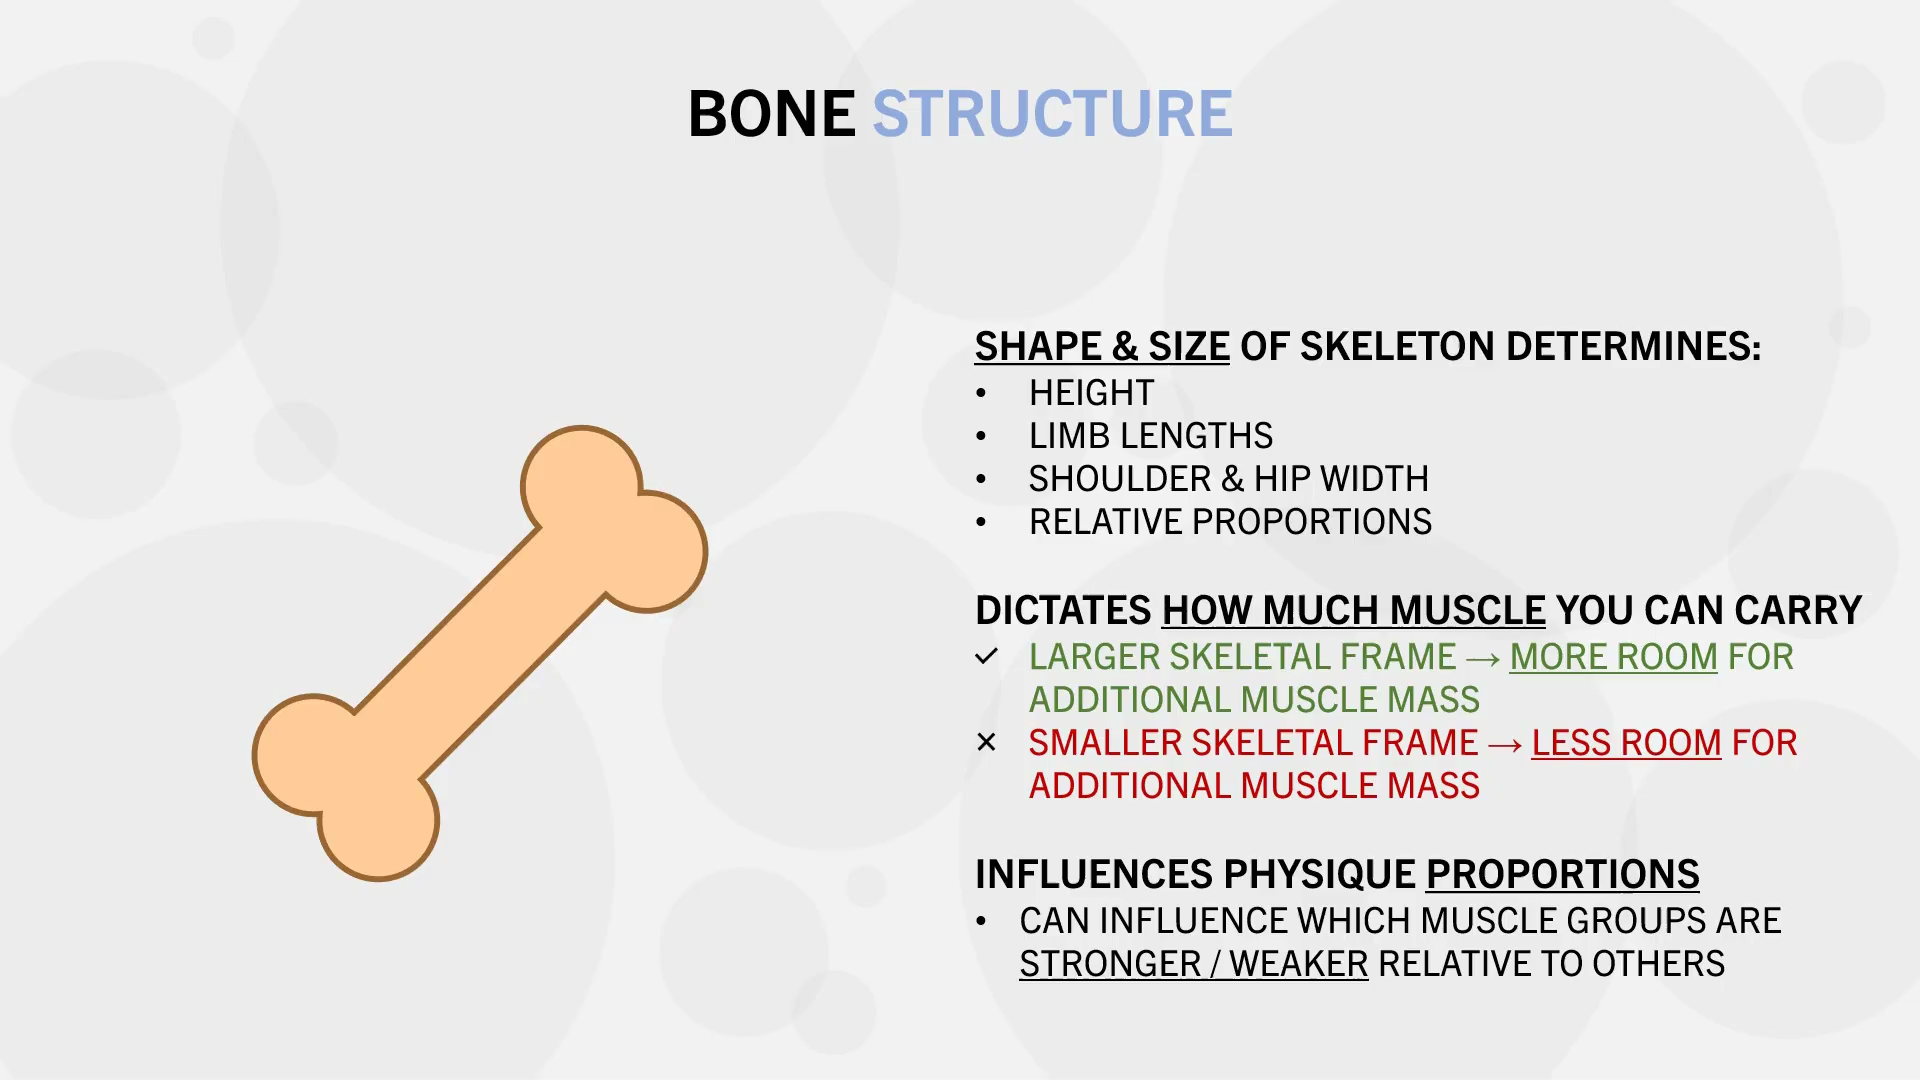 BONE STRUCTURE
SHAPE & SIZE OF SKELETON DETERMINES:
• HEIGHT
• LIMB LENGTHS
• SHOULDER & HIP WIDTH
• RELATIVE PROPORTIONS
DICTATES HOW MUCH MUSCLE YOU CAN CARRY
✓ LARGER SKELETAL FRAME → MORE ROOM FOR
ADDITIONAL MUSCLE MASS
✕ SMALLER SKELETAL FRAME → LESS ROOM FOR
ADDITIONAL MUSCLE MASS
INFLUENCES PHYSIQUE PROPORTIONS
• CAN INFLUENCE WHICH MUSCLE GROUPS ARE
STRONGER / WEAKER RELATIVE TO OTHERS